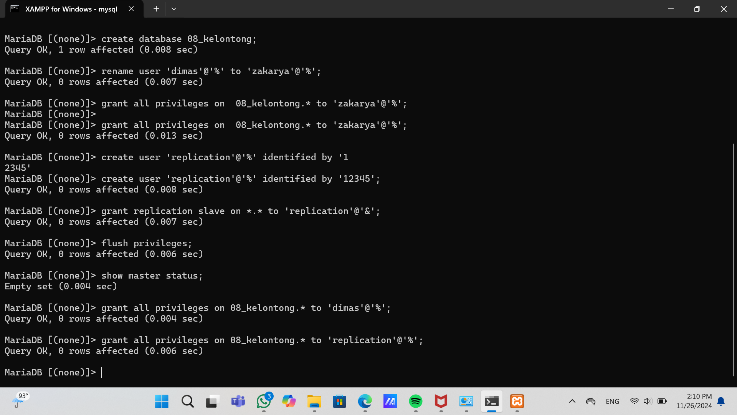 XAMPP for Windows - mysql
MariaDB [(none)]> create database 08_kelontong;
Query OK, 1 row affected (0.008 sec)
MariaDB [(none)]> rename user 'dimas'@'%' to 'zakarya'@'%';
Query OK, 0 rows affected (0.007 sec)
MariaDB [(none)]> grant all privileges on  08_kelontong.* to 'zakarya'@'%';
MariaDB [(none)]>
MariaDB [(none)]> grant all privileges on  08_kelontong.* to 'zakarya'@'%';
Query OK, 0 rows affected (0.013 sec)
MariaDB [(none)]> create user 'replication'@'%' identified by '1
2345'
MariaDB [(none)]> create user 'replication'@'%' identified by '12345';
Query OK, 0 rows affected (0.008 sec)
MariaDB [(none)]> grant replication slave on *.* to 'replication'@'&';
Query OK, 0 rows affected (0.007 sec)
MariaDB [(none)]> flush privileges;
Query OK, 0 rows affected (0.006 sec)
MariaDB [(none)]> show master status;
Empty set (0.004 sec)
MariaDB [(none)]> grant all privileges on 08_kelontong.* to 'dimas'@'%';
Query OK, 0 rows affected (0.004 sec)
MariaDB [(none)]> grant all privileges on 08_kelontong.* to 'replication'@'%';
Query OK, 0 rows affected (0.006 sec)
MariaDB [(none)]>
93°
3
ENG
2:10 PM
11/26/2024